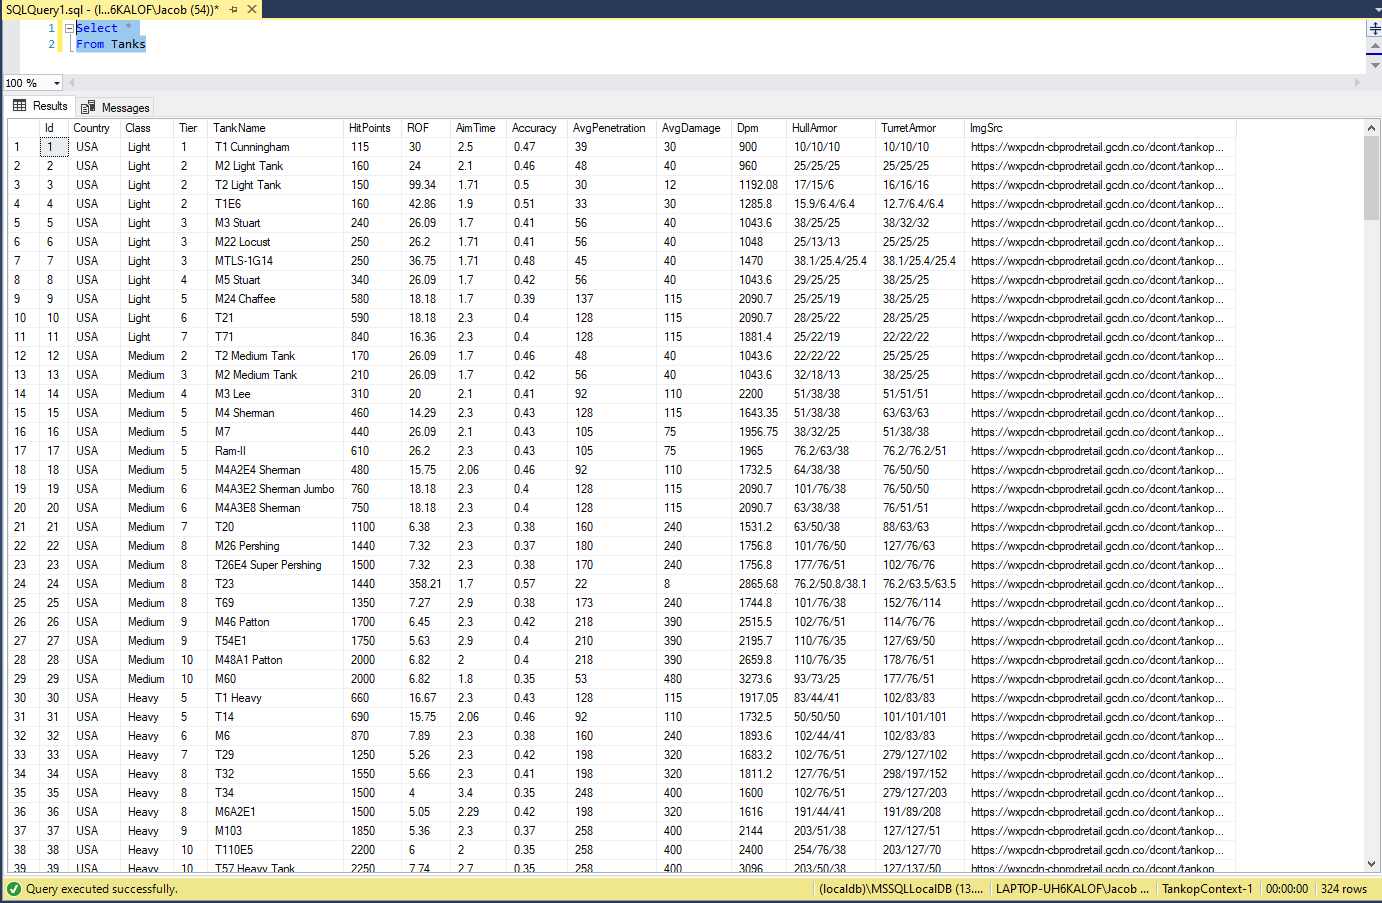 SQLQuery1.sql - (l...6KALOF\Jacob (54))*
1 Select *
2 From Tanks
100 %
Results Messages
Id Country Class Tier TankName HitPoints ROF AimTime Accuracy AvgPenetration AvgDamage Dpm HullArmor TurretArmor ImgSrc
1 1 USA Light 1 T1 Cunningham 115 30 2.5 0.47 39 30 900 10/10/10 10/10/10 https://wxpcdn-cbprodretail.gcdn.co/dcont/tankop...
2 2 USA Light 2 M2 Light Tank 160 24 2.1 0.46 48 40 960 25/25/25 25/25/25 https://wxpcdn-cbprodretail.gcdn.co/dcont/tankop...
3 3 USA Light 2 T2 Light Tank 150 99.34 1.71 0.5 30 12 1192.08 17/15/6 16/16/16 https://wxpcdn-cbprodretail.gcdn.co/dcont/tankop...
4 4 USA Light 2 T1E6 160 42.86 1.9 0.51 33 30 1285.8 15.9/6.4/6.4 12.7/6.4/6.4 https://wxpcdn-cbprodretail.gcdn.co/dcont/tankop...
5 5 USA Light 3 M3 Stuart 240 26.09 1.7 0.41 56 40 1043.6 38/25/25 38/32/32 https://wxpcdn-cbprodretail.gcdn.co/dcont/tankop...
6 6 USA Light 3 M22 Locust 250 26.2 1.71 0.41 56 40 1048 25/13/13 25/25/25 https://wxpcdn-cbprodretail.gcdn.co/dcont/tankop...
7 7 USA Light 3 MTLS-1G14 250 36.75 1.71 0.48 45 40 1470 38.1/25.4/25.4 38.1/25.4/25.4 https://wxpcdn-cbprodretail.gcdn.co/dcont/tankop...
8 8 USA Light 4 M5 Stuart 340 26.09 1.7 0.42 56 40 1043.6 29/25/25 38/25/25 https://wxpcdn-cbprodretail.gcdn.co/dcont/tankop...
9 9 USA Light 5 M24 Chaffee 580 18.18 1.7 0.39 137 115 2090.7 25/25/19 38/25/25 https://wxpcdn-cbprodretail.gcdn.co/dcont/tankop...
10 10 USA Light 6 T21 590 18.18 2.3 0.4 128 115 2090.7 28/25/22 28/25/25 https://wxpcdn-cbprodretail.gcdn.co/dcont/tankop...
11 11 USA Light 7 T71 840 16.36 2.3 0.4 128 115 1881.4 25/22/19 22/22/22 https://wxpcdn-cbprodretail.gcdn.co/dcont/tankop...
12 12 USA Medium 2 T2 Medium Tank 170 26.09 1.7 0.46 48 40 1043.6 22/22/22 25/25/25 https://wxpcdn-cbprodretail.gcdn.co/dcont/tankop...
13 13 USA Medium 3 M2 Medium Tank 210 26.09 1.7 0.42 56 40 1043.6 32/18/13 38/25/25 https://wxpcdn-cbprodretail.gcdn.co/dcont/tankop...
14 14 USA Medium 4 M3 Lee 310 20 2.1 0.41 92 110 2200 51/38/38 51/51/51 https://wxpcdn-cbprodretail.gcdn.co/dcont/tankop...
15 15 USA Medium 5 M4 Sherman 460 14.29 2.3 0.43 128 115 1643.35 51/38/38 63/63/63 https://wxpcdn-cbprodretail.gcdn.co/dcont/tankop...
16 16 USA Medium 5 M7 440 26.09 2.1 0.43 105 75 1956.75 38/32/25 51/38/38 https://wxpcdn-cbprodretail.gcdn.co/dcont/tankop...
17 17 USA Medium 5 Ram-II 610 26.2 2.3 0.43 105 75 1965 76.2/63/38 76.2/76.2/51 https://wxpcdn-cbprodretail.gcdn.co/dcont/tankop...
18 18 USA Medium 5 M4A2E4 Sherman 480 15.75 2.06 0.46 92 110 1732.5 64/38/38 76/50/50 https://wxpcdn-cbprodretail.gcdn.co/dcont/tankop...
19 19 USA Medium 6 M4A3E2 Sherman Jumbo 760 18.18 2.3 0.4 128 115 2090.7 101/76/38 76/50/50 https://wxpcdn-cbprodretail.gcdn.co/dcont/tankop...
20 20 USA Medium 6 M4A3E8 Sherman 750 18.18 2.3 0.4 128 115 2090.7 63/38/38 76/51/51 https://wxpcdn-cbprodretail.gcdn.co/dcont/tankop...
21 21 USA Medium 7 T20 1100 6.38 2.3 0.38 160 240 1531.2 63/50/38 88/63/63 https://wxpcdn-cbprodretail.gcdn.co/dcont/tankop...
22 22 USA Medium 8 M26 Pershing 1440 7.32 2.3 0.37 180 240 1756.8 101/76/50 127/76/63 https://wxpcdn-cbprodretail.gcdn.co/dcont/tankop...
23 23 USA Medium 8 T26E4 Super Pershing 1500 7.32 2.3 0.38 170 240 1756.8 177/76/51 102/76/76 https://wxpcdn-cbprodretail.gcdn.co/dcont/tankop...
24 24 USA Medium 8 T23 1440 358.21 1.7 0.57 22 8 2865.68 76.2/50.8/38.1 76.2/63.5/63.5 https://wxpcdn-cbprodretail.gcdn.co/dcont/tankop...
25 25 USA Medium 8 T69 1350 7.27 2.9 0.38 173 240 1744.8 101/76/38 152/76/114 https://wxpcdn-cbprodretail.gcdn.co/dcont/tankop...
26 26 USA Medium 9 M46 Patton 1700 6.45 2.3 0.42 218 390 2515.5 102/76/51 114/76/76 https://wxpcdn-cbprodretail.gcdn.co/dcont/tankop...
27 27 USA Medium 9 T54E1 1750 5.63 2.9 0.4 210 390 2195.7 110/76/35 127/69/50 https://wxpcdn-cbprodretail.gcdn.co/dcont/tankop...
28 28 USA Medium 10 M48A1 Patton 2000 6.82 2 0.4 218 390 2659.8 110/76/35 178/76/51 https://wxpcdn-cbprodretail.gcdn.co/dcont/tankop...
29 29 USA Medium 10 M60 2000 6.82 1.8 0.35 53 480 3273.6 93/73/25 177/76/51 https://wxpcdn-cbprodretail.gcdn.co/dcont/tankop...
30 30 USA Heavy 5 T1 Heavy 660 16.67 2.3 0.43 128 115 1917.05 83/44/41 102/83/83 https://wxpcdn-cbprodretail.gcdn.co/dcont/tankop...
31 31 USA Heavy 5 T14 690 15.75 2.06 0.46 92 110 1732.5 50/50/50 101/101/101 https://wxpcdn-cbprodretail.gcdn.co/dcont/tankop...
32 32 USA Heavy 6 M6 870 7.89 2.3 0.38 160 240 1893.6 102/44/41 102/83/83 https://wxpcdn-cbprodretail.gcdn.co/dcont/tankop...
33 33 USA Heavy 7 T29 1250 5.26 2.3 0.42 198 320 1683.2 102/76/51 279/127/102 https://wxpcdn-cbprodretail.gcdn.co/dcont/tankop...
34 34 USA Heavy 8 T32 1550 5.66 2.3 0.41 198 320 1811.2 127/76/51 298/197/152 https://wxpcdn-cbprodretail.gcdn.co/dcont/tankop...
35 35 USA Heavy 8 T34 1500 4 3.4 0.35 248 400 1600 102/76/51 279/127/203 https://wxpcdn-cbprodretail.gcdn.co/dcont/tankop...
36 36 USA Heavy 8 M6A2E1 1500 5.05 2.29 0.42 198 320 1616 191/44/41 191/89/208 https://wxpcdn-cbprodretail.gcdn.co/dcont/tankop...
37 37 USA Heavy 9 M103 1850 5.36 2.3 0.37 258 400 2144 203/51/38 127/127/51 https://wxpcdn-cbprodretail.gcdn.co/dcont/tankop...
38 38 USA Heavy 10 T110E5 2200 6 2 0.35 258 400 2400 254/76/38 203/127/70 https://wxpcdn-cbprodretail.gcdn.co/dcont/tankop...
39 39 USA Heavy 10 T57 Heavy Tank 2250 7.74 2.7 0.35 258 400 3096 203/50/38 127/137/50 https://wxpcdn-cbprodretail.gcdn.co/dcont/tankop...
Query executed successfully. (localdb)\MSSQLLocalDB (13.... LAPTOP-UH6KALOF\Jacob ... TankopContext-1 00:00:00 324 rows